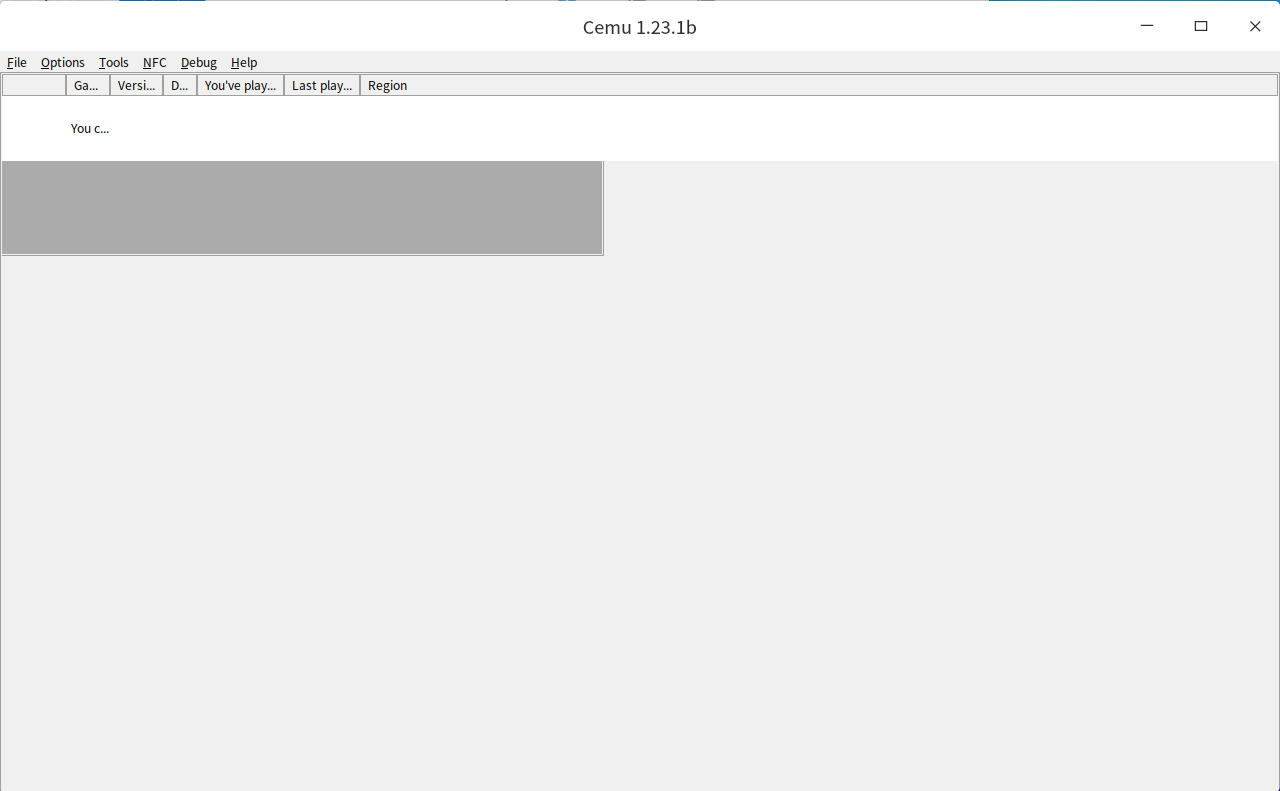 Cemu 1.23.1b
File Options Tools NFC Debug Help
Ga... Versi... D... You've play... Last play... Region
You c...